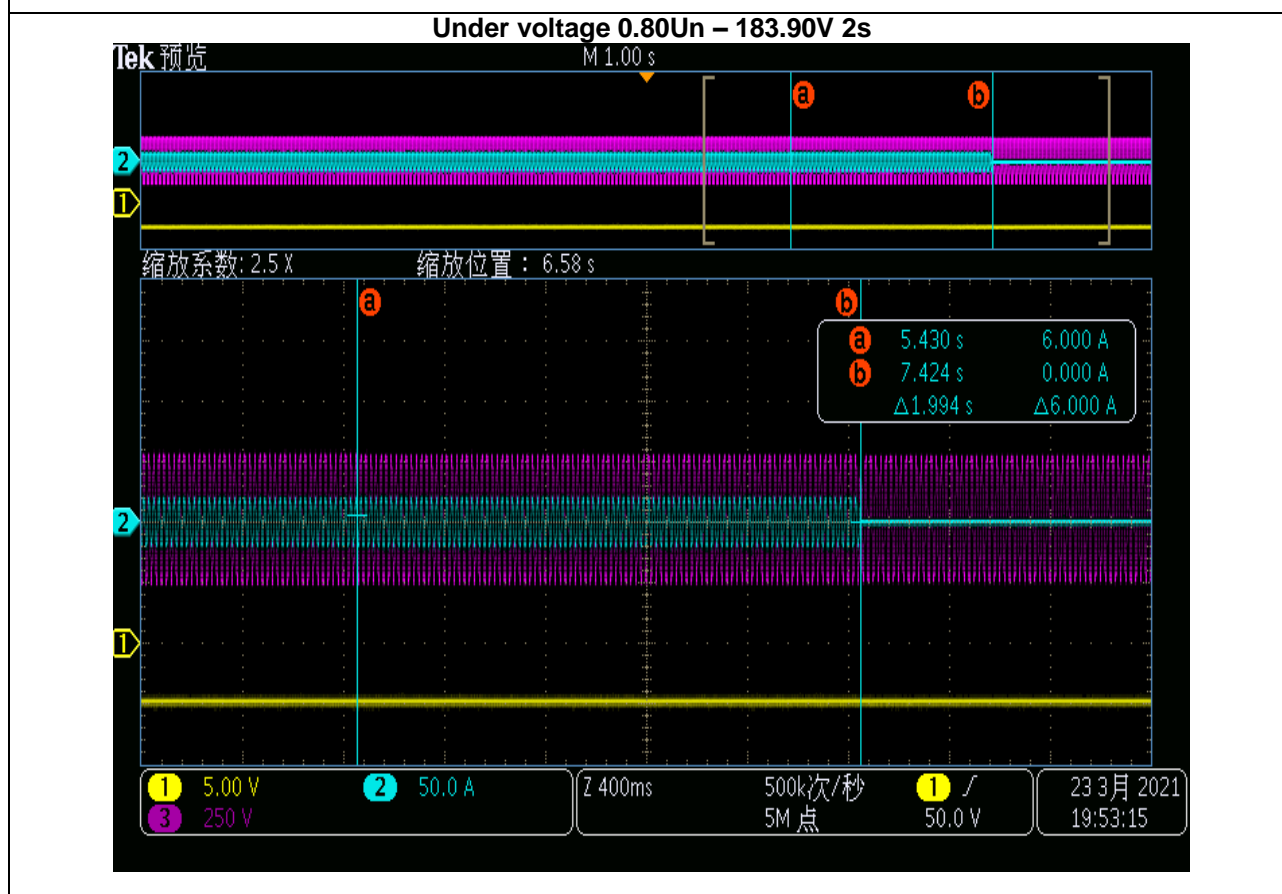 Under voltage 0.80Un – 183.90V 2s
Tek 预览 M 1.00 s
a b
2
1
缩放系数: 2.5 X 缩放位置： 6.58 s
a b
a 5.430 s 6.000 A
b 7.424 s 0.000 A
△1.994 s △6.000 A
2
1
1 5.00 V 2 50.0 A Z 400ms 500k次/秒 1 ∫ 23 3月 2021
3 250 V 5M 点 50.0 V 19:53:15